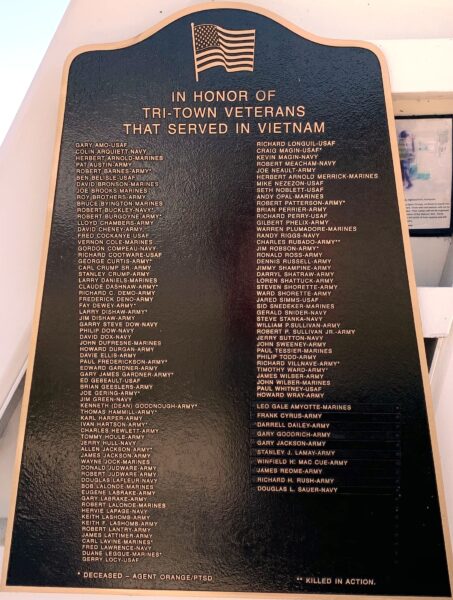 IN HONOR OF
TRI-TOWN VETERANS
THAT SERVED IN VIETNAM
GARY AMO-USAF
COLIN ARQUIETT-NAVY
HERBERT ARNOLD-MARINES
PAT AUSTIN-ARMY
ROBERT BARNES-ARMY*
BEN BELISLE-USAF
DAVID BRONSON-MARINES
JOE BROOKS-MARINES
ROY BROTHERS-ARMY
BRUCE BYINGTON-MARINES
TIMMY BUCKLEY-NAVY*
ROBERT BURGOYNE-ARMY*
LLOYD CHAMBERS-ARMY
DAVID CHENEY-ARMY
FRED COCKAYNE-USAF
VERNON COLE-MARINES
GORDON COMPEAU-NAVY
RICHARD COOTWARE-USAF
GEORGE CURTIS-ARMY*
CARL CRUMP SR.-ARMY
STANLEY CRUMP-ARMY
LARRY DANIELS-MARINES
CLAUDE DASHNAW-ARMY*
RICHARD C. DEMO-ARMY
FREDERICK DENO-ARMY
FAY DEWEY-ARMY*
LARRY DISHAW-ARMY*
JIM DISHAW-ARMY
GARRY STEVE DOW-NAVY
PHILIP DOW-NAVY
DAVID DOX-NAVY
JOHN DUFRESNE-MARINES
HOWARD DURGAN-ARMY
DAVIE ELLIS-ARMY
PAUL FREDERICKSON-ARMY*
EDWARD GARDNER-ARMY
GARY JAMES GARDNER-ARMY*
ED GEBEAULT-USAF
BRIAN GEESLERS-ARMY
JOE GERING-ARMY*
JIM GREEN-NAVY
KENNETH (DEAN) GOODNOUGH-ARMY*
THOMAS HAMMILL-ARMY*
KARL HARPER-ARMY
IVAN HARTSON-ARMY*
CHARLES HEWLETT-ARMY
TOMMY HOULE-ARMY
JERRY HULL-NAVY
ALLEN JACKSON-ARMY*
JAMES JACKSON-ARMY
WAYNE JOCK-MARINES
DONALD JUDWARE-ARMY
ROBERT JUDWARE-ARMY
DOUGLAS LAFLEUR-NAVY
BOB LALONDE-MARINES
EUGENE LABRAKE-ARMY
GARY LABRAKE-ARMY
ROBERT LALONDE-MARINES
HERVIE LAPAGE-NAVY
KEITH LASHOMB-ARMY
KEITH F. LASHOMB-ARMY
ROBERT LANTRY-ARMY
JAMES LATTIMER-ARMY
CARL LAVINE-MARINES*
FRED LAWRENCE-NAVY
DUANE LEGGUE-MARINES*
GERRY LOCY-USAF
RICHARD LONGUIL-USAF
CRAIG MAGIN-USAF*
KEVIN MAGIN-NAVY
ROBERT MEACHAM-NAVY
JOE NEAULT-ARMY
HERBERT ARNOLD MERRICK-MARINES
MIKE NEZEZON-USAF
SETH NOBLETT-USAF
ANDY OPAL-MARINES
ROBERT PATTERSON-ARMY*
BRIAN PERRIER-ARMY
RICHARD PERRY-USAF
GILBERT PHELIX-ARMY
WARREN PLUMADORE-MARINES
RANDY RIGGS-NAVY
CHARLES RUBADO-ARMY**
JIM ROBSON-ARMY*
RONALD ROSS-ARMY
DENNIS RUSSELL-ARMY
JIMMY SHAMPINE-ARMY
DARRYL SHATRAW-ARMY
LOREN SHATTUCK-ARMY
STEVEN SHORETTE-ARMY
WARD SHORETTE-ARMY
JARED SIMMS-USAF
SID SNEDEKER-MARINES
GERALD SNIDER-NAVY
STEVE STANKA-NAVY
WILLIAM P.SULLIVAN-ARMY
ROBERT P. SULLIVAN JR.-ARMY
JERRY SUTTON-NAVY
JOHN SWEENEY-ARMY
PAUL TESSIER-MARINES
PHILIP TODD-ARMY
RICHARD VILLNAVE-ARMY*
TIMOTHY WARD-ARMY*
JAMES WILBER-ARMY
JOHN WILBER-MARINES
PAUL WHITNEY-USAF
HOWARD WRAY-ARMY
LEO GALE AMYOTTE-MARINES
FRANK CYRUS-ARMY
DARRELL DAILEY-ARMY
GARY GOODRICH-ARMY
GARY JACKSON-ARMY
STANLEY J. LAMAY-ARMY
WINFIELD H. MAC CUE-ARMY
JAMES REOME-ARMY
RICHARD H. RUSH-ARMY
DOUGLAS L. SAUER-NAVY
* DECEASED - AGENT ORANGE/PTSD
** KILLED IN ACTION.